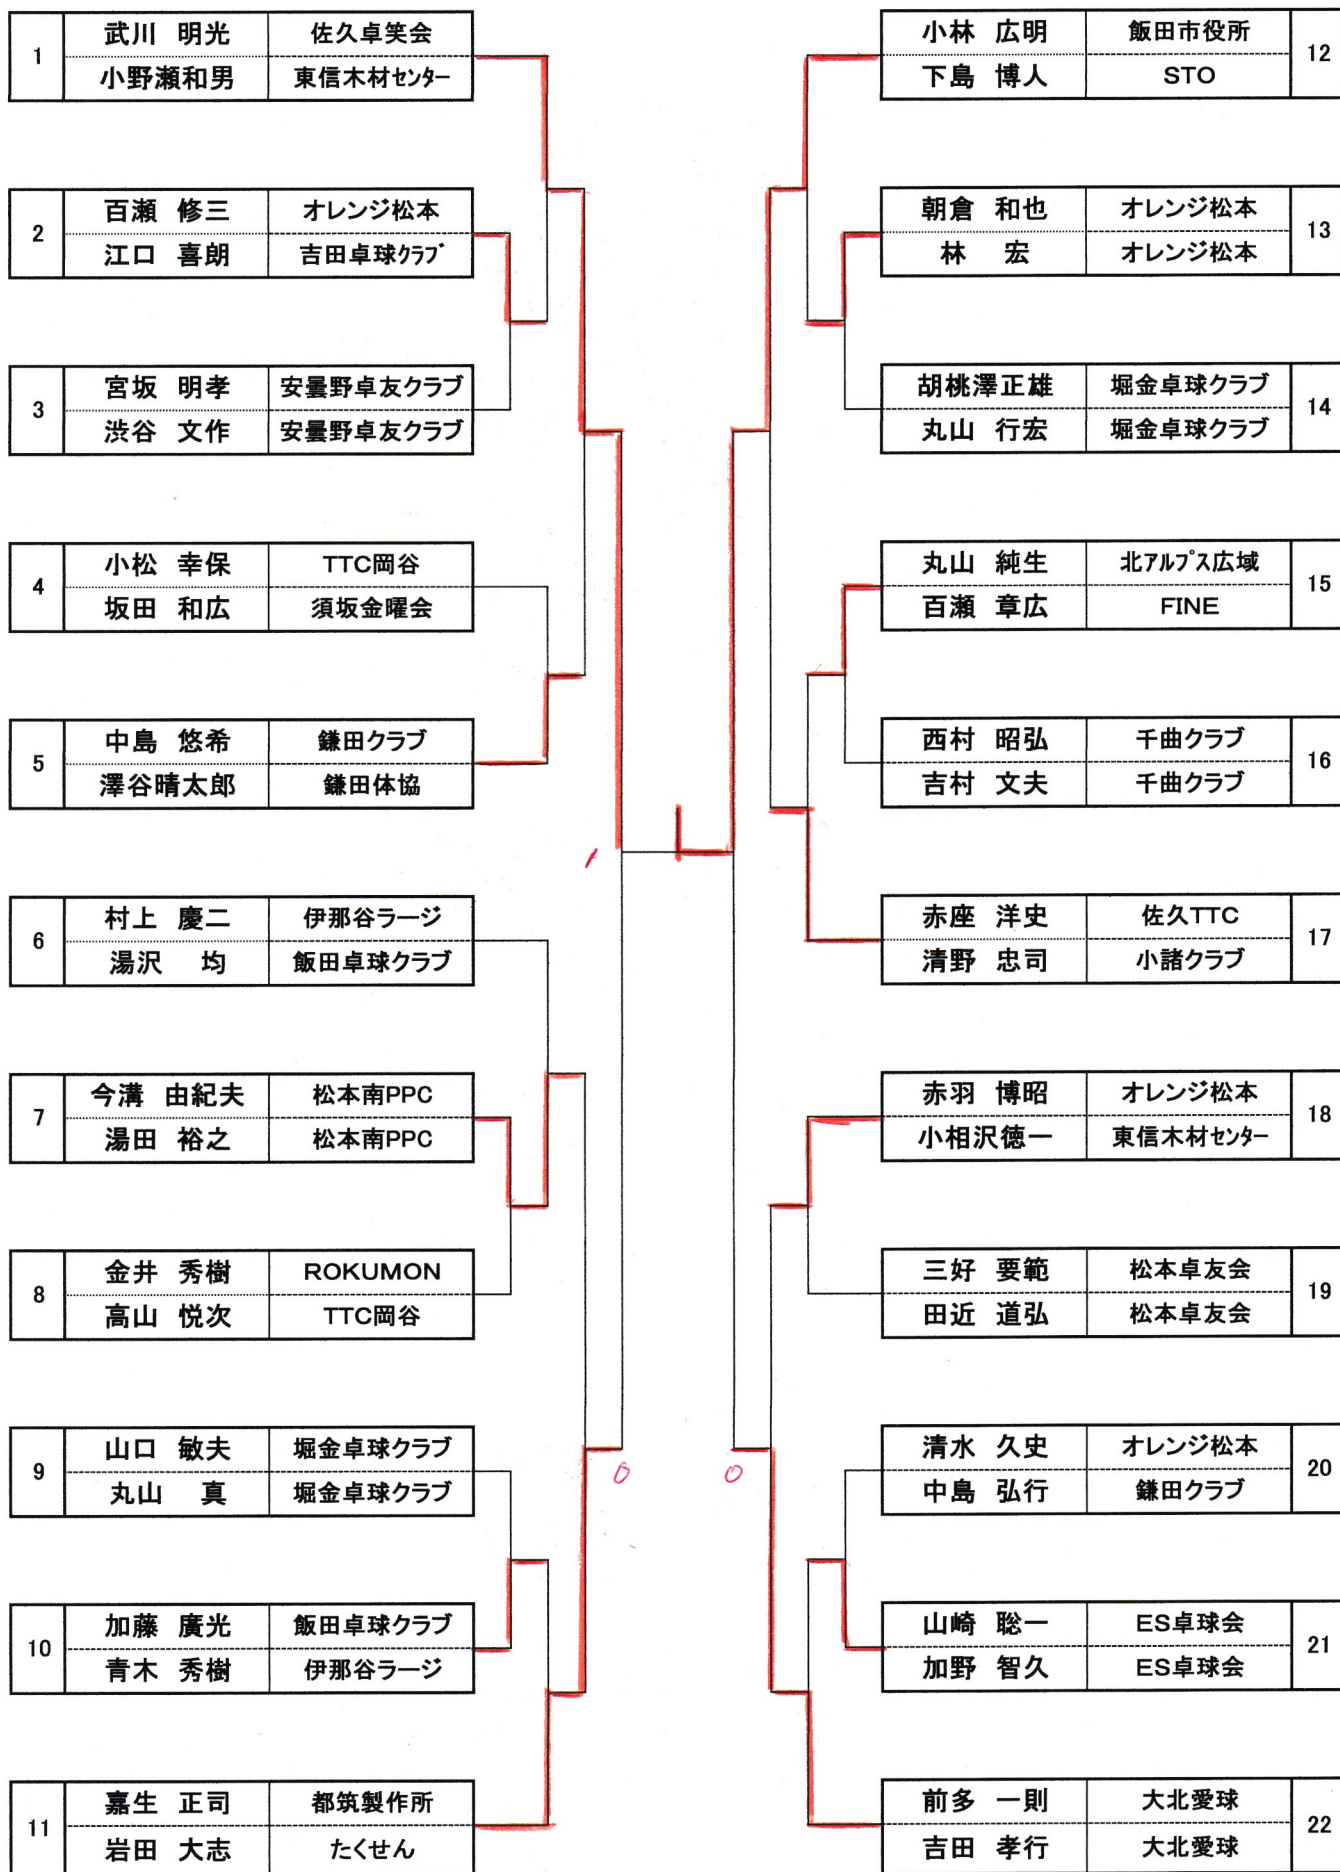 1
武川 明光 佐久卓笑会
小野瀬和男 東信木材センター
2
百瀬 修三 オレンジ松本
江口 喜朗 吉田卓球クラブ
3
宮坂 明孝 安曇野卓友クラブ
渋谷 文作 安曇野卓友クラブ
4
小松 幸保 TTC岡谷
坂田 和広 須坂金曜会
5
中島 悠希 鎌田クラブ
澤谷晴太郎 鎌田体協
6
村上 慶二 伊那谷ラージ
湯沢 均 飯田卓球クラブ
7
今溝 由紀夫 松本南PPC
湯田 裕之 松本南PPC
8
金井 秀樹 ROKUMON
高山 悦次 TTC岡谷
9
山口 敏夫 堀金卓球クラブ
丸山 真 堀金卓球クラブ
10
加藤 廣光 飯田卓球クラブ
青木 秀樹 伊那谷ラージ
11
嘉生 正司 都筑製作所
岩田 大志 たくせん
1
0 0
小林 広明 飯田市役所
下島 博人 STO
12
朝倉 和也 オレンジ松本
林 宏 オレンジ松本
13
胡桃澤正雄 堀金卓球クラブ
丸山 行宏 堀金卓球クラブ
14
丸山 純生 北アルプス広域
百瀬 章広 FINE
15
西村 昭弘 千曲クラブ
吉村 文夫 千曲クラブ
16
赤座 洋史 佐久TTC
清野 忠司 小諸クラブ
17
赤羽 博昭 オレンジ松本
小相沢徳一 東信木材センター
18
三好 要範 松本卓友会
田近 道弘 松本卓友会
19
清水 久史 オレンジ松本
中島 弘行 鎌田クラブ
20
山崎 聡一 ES卓球会
加野 智久 ES卓球会
21
前多 一則 大北愛球
吉田 孝行 大北愛球
22